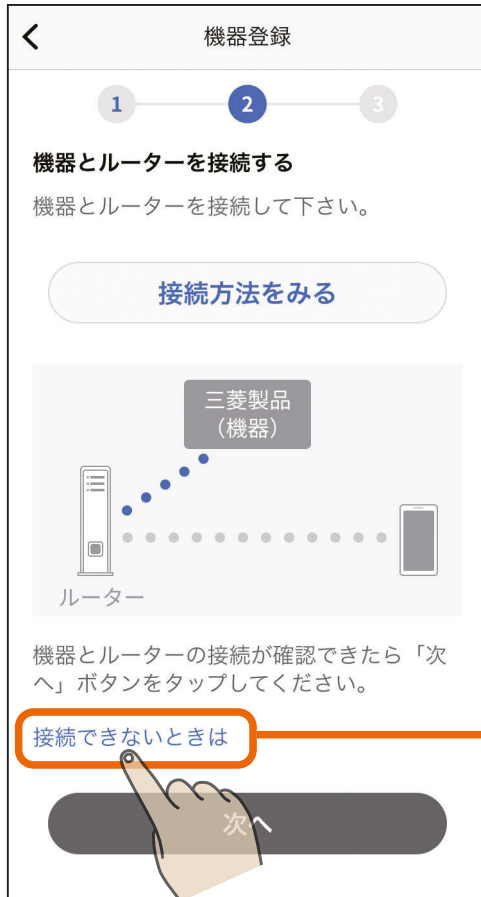 機器登録
1 2 3
機器とルーターを接続する
機器とルーターを接続して下さい。
接続方法をみる
三菱製品
（機器）
ルーター
機器とルーターの接続が確認できたら「次
へ」ボタンをタップしてください。
接続できないときは
次へ